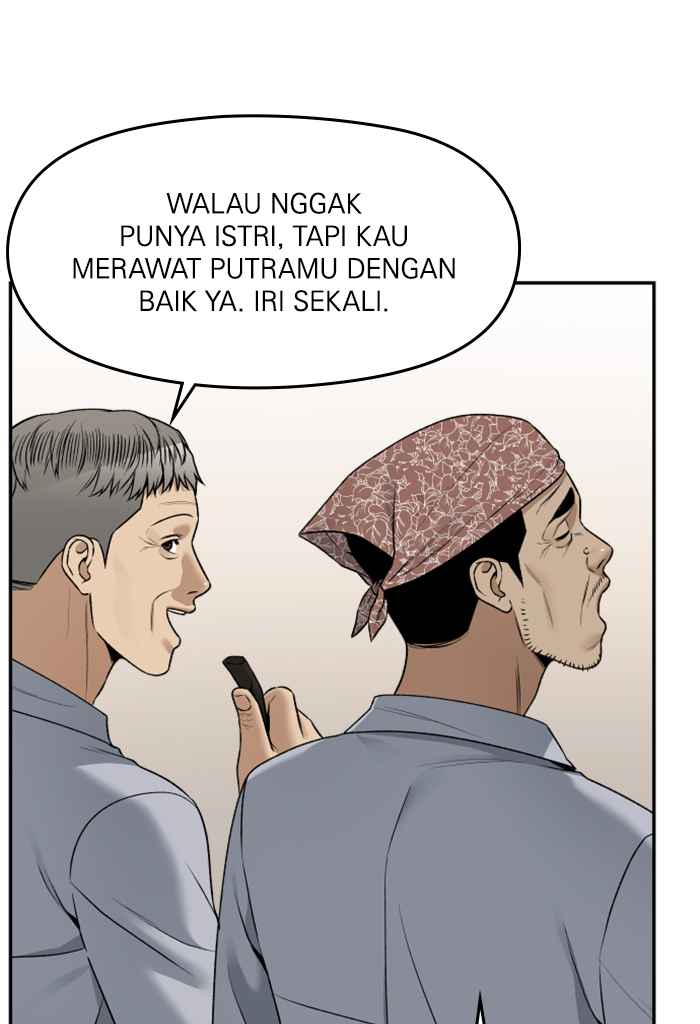 WALAU NGGAK
PUNYA ISTRI, TAPI KAU
MERAWAT PUTRAMU DENGAN
BAIK YA. IRI SEKALI.